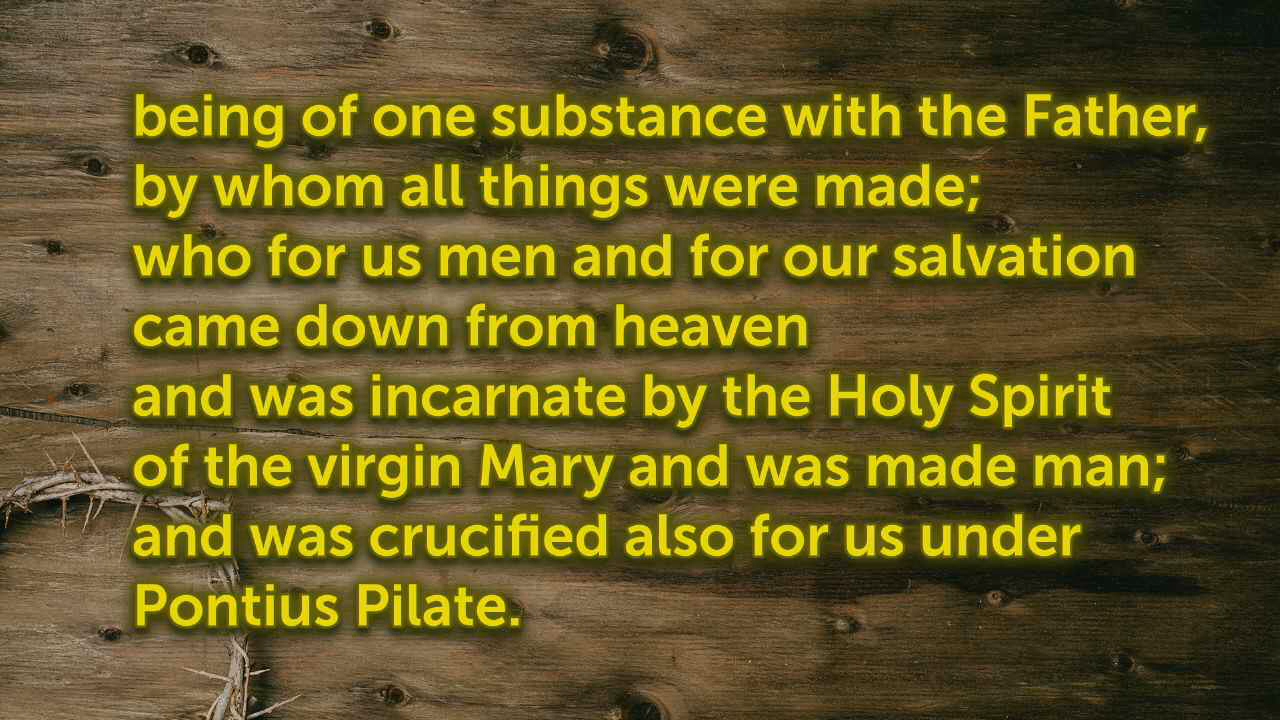 being of one substance with the Father,
by whom all things were made;
who for us men and for our salvation
came down from heaven
and was incarnate by the Holy Spirit
of the virgin Mary and was made man;
and was crucified also for us under
Pontius Pilate.